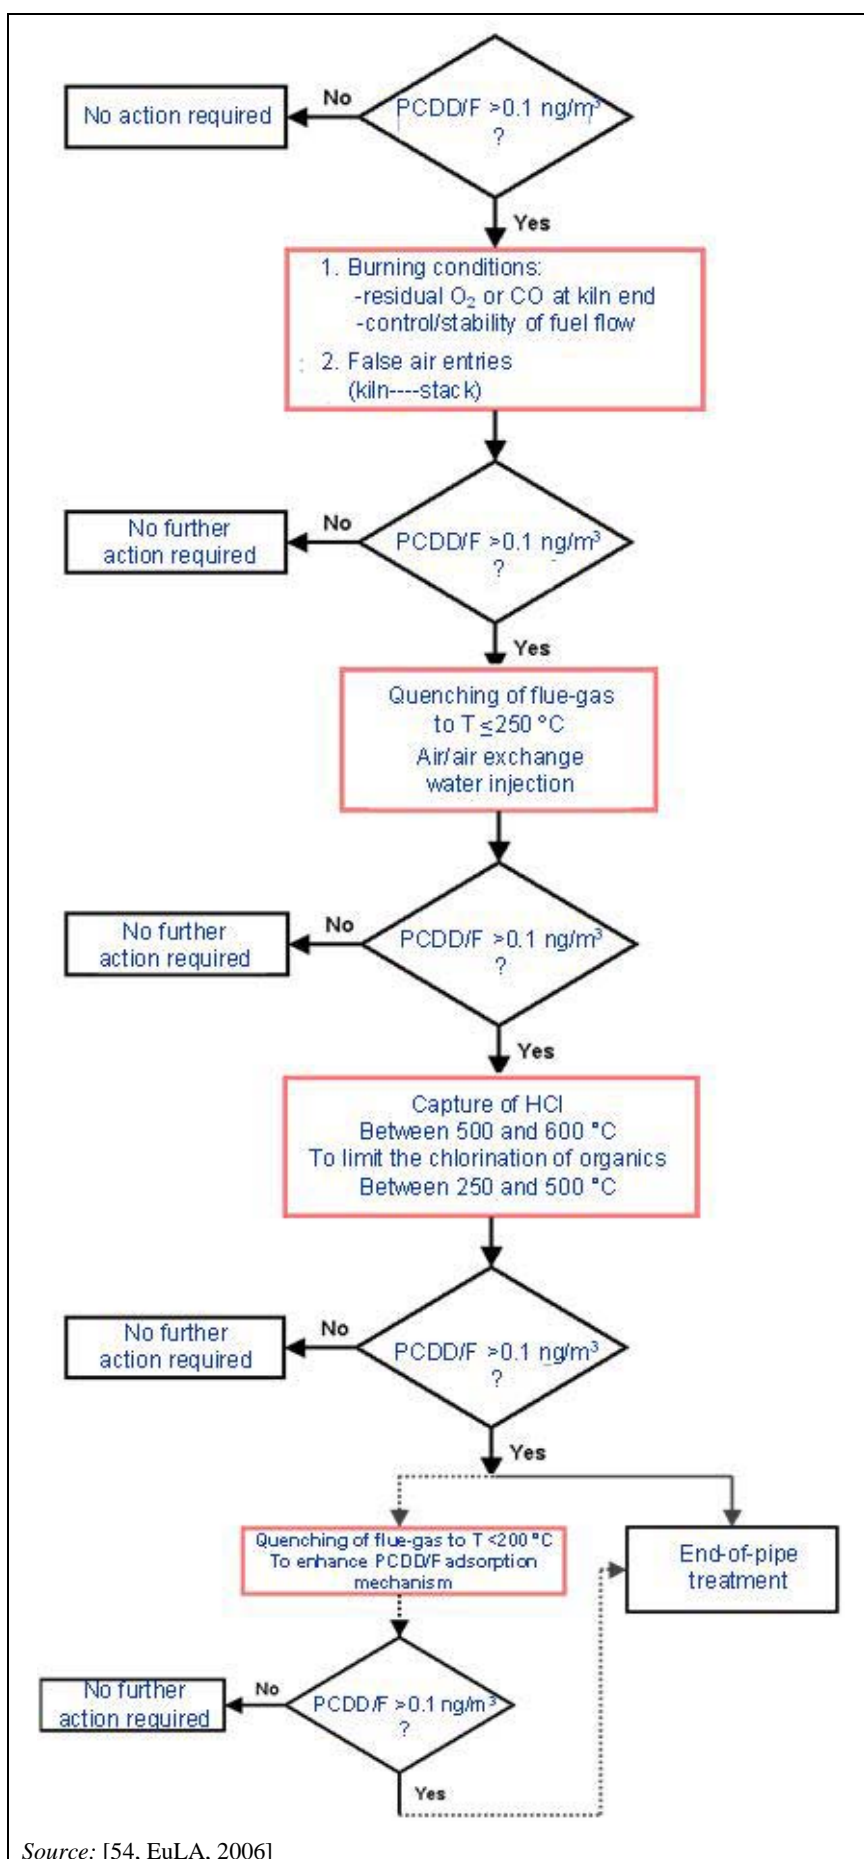 PCDD/F >0.1 ng/m³
?
No
No action required
Yes
1. Burning conditions:
-residual O₂ or CO at kiln end
-control/stability of fuel flow
2. False air entries
(kiln----stack)
PCDD/F >0.1 ng/m³
?
No
No further
action required
Yes
Quenching of flue-gas
to T ≤250 °C
Air/air exchange
water injection
PCDD/F >0.1 ng/m³
?
No
No further
action required
Yes
Capture of HCl
Between 500 and 600 °C
To limit the chlorination of organics
Between 250 and 500 °C
PCDD/F >0.1 ng/m³
?
No
No further
action required
Yes
Quenching of flue-gas to T <200 °C
To enhance PCDD/F adsorption
mechanism
End-of-pipe
treatment
PCDD/F >0.1 ng/m³
?
No
No further
action required
Yes
Source: [54, EuLA, 2006]